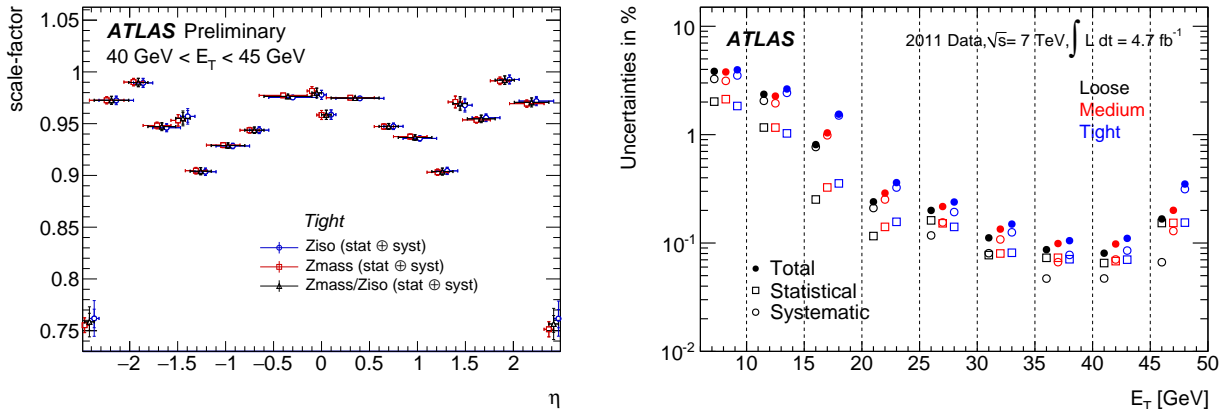 ATLAS Preliminary
40 GeV < E_T < 45 GeV
scale-factor
1.05
1
0.95
0.9
0.85
0.8
0.75
Tight
Ziso (stat ⊕ syst)
Zmass (stat ⊕ syst)
Zmass/Ziso (stat ⊕ syst)
−2 −1.5 −1 −0.5 0 0.5 1 1.5 2
η
ATLAS 2011 Data,√s= 7 TeV,∫ L dt = 4.7 fb⁻¹
Uncertainties in %
10
1
10⁻¹
10⁻²
Loose
Medium
Tight
Total
Statistical
Systematic
10 15 20 25 30 35 40 45 50
E_T [GeV]